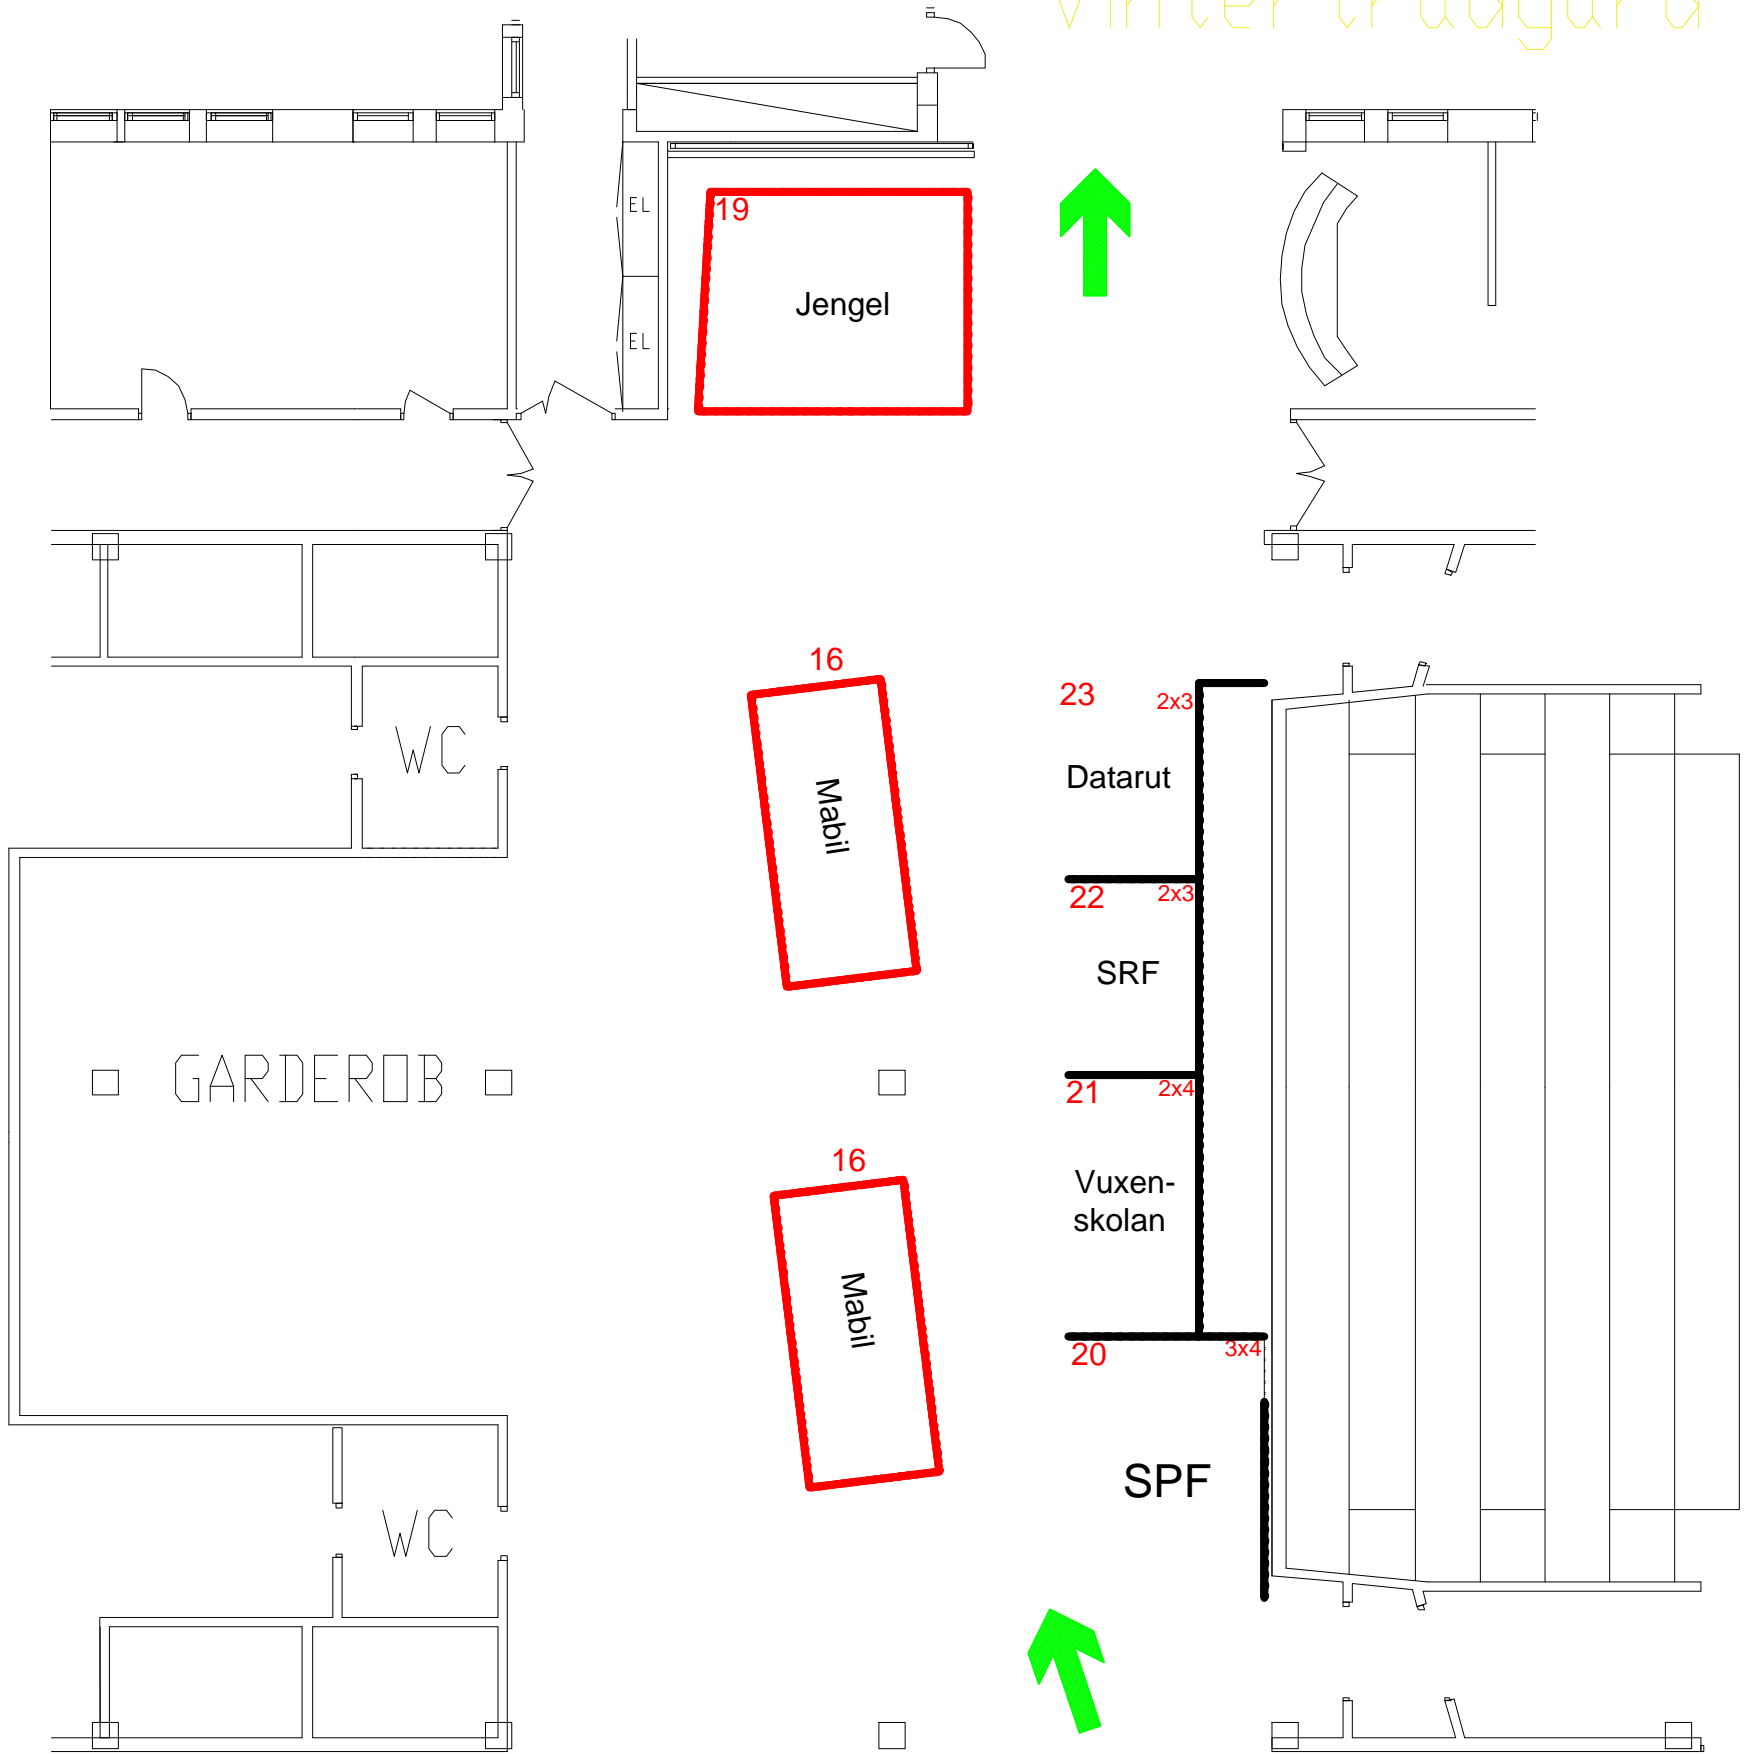 Vinterträdgård
EL
19
Jengel
EL
16
23
2x3
WC
Mabil
Datarut
22
2x3
SRF
GARDEROB
21
2x4
16
Vuxen-
skolan
Mabil
20
3x4
SPF
WC